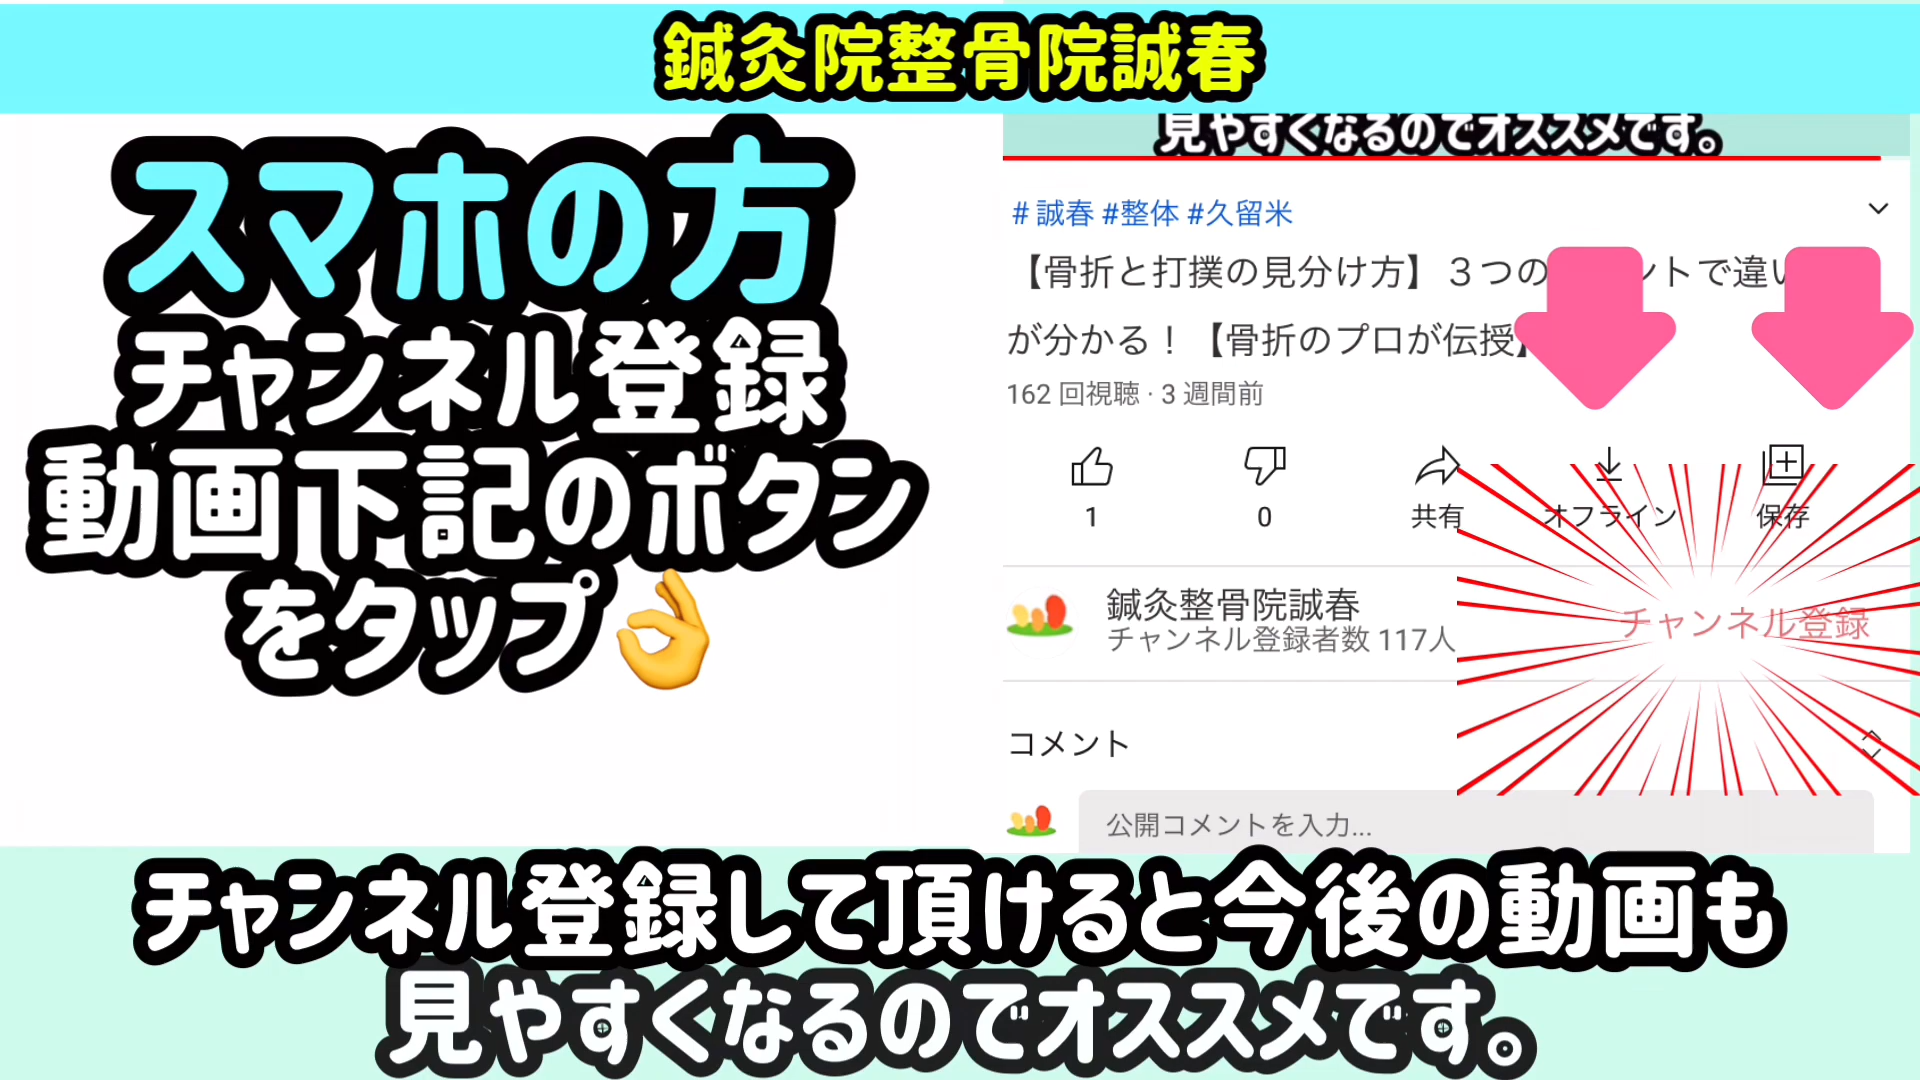 鍼灸院整骨院誠春
スマホの方
チャンネル登録
動画下記のボタン
をタップ👌
見やすくなるのでオススメです。
#誠春 #整体 #久留米
【骨折と打撲の見分け方】３つの ントで違い
が分かる！【骨折のプロが伝授】
162 回視聴 · 3 週間前
1
0
共有
オフライン
保存
鍼灸整骨院誠春
チャンネル登録者数 117人
チャンネル登録
コメント
公開コメントを入力...
チャンネル登録して頂けると今後の動画も
見やすくなるのでオススメです。